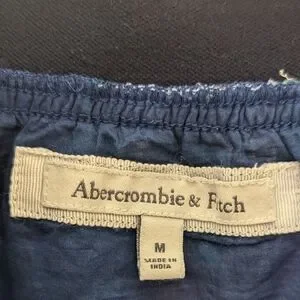 Abercrombie & Fitch
M
MADE IN
INDIA